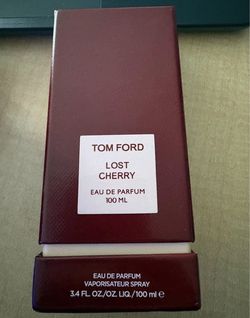 TOM FORD
LOST
CHERRY
EAU DE PARFUM
100 ML
EAU DE PARFUM
VAPORISATEUR SPRAY
3.4 FL. OZ./OZ. LIQ./100 ml e